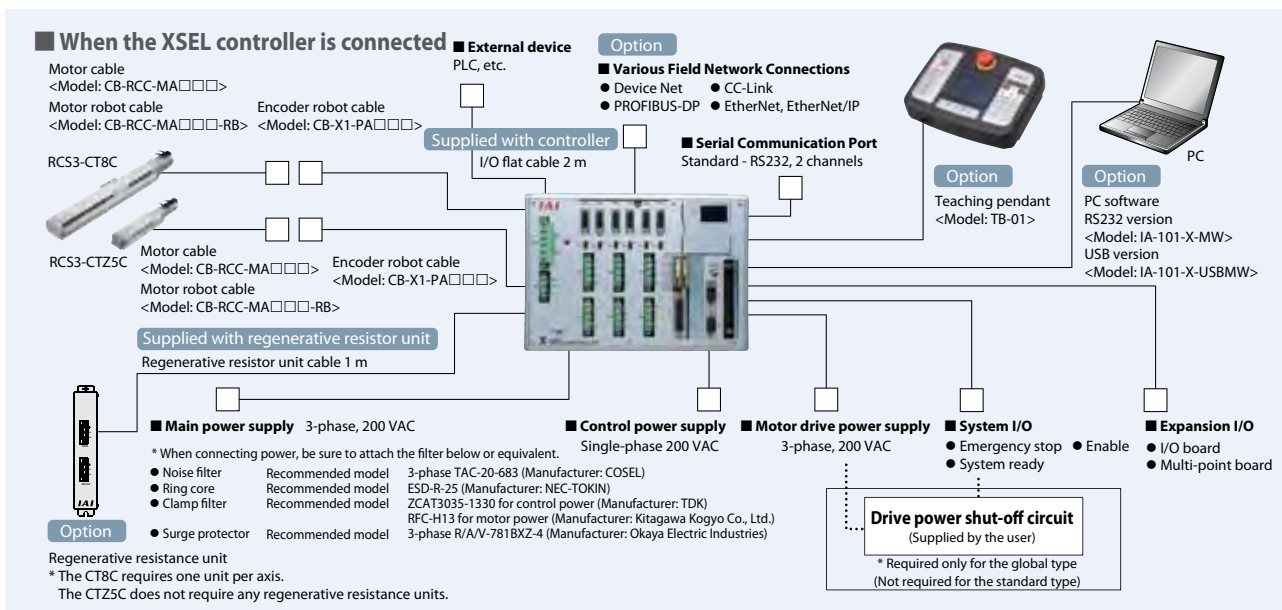 ■ When the XSEL controller is connected
Motor cable
<Model: CB-RCC-MA□□□>
Motor robot cable
<Model: CB-RCC-MA□□□-RB>
Encoder robot cable
<Model: CB-X1-PA□□□>
■ External device
PLC, etc.
Supplied with controller
I/O flat cable 2 m
Option
■ Various Field Network Connections
● Device Net ● CC-Link
● PROFIBUS-DP ● EtherNet, EtherNet/IP
■ Serial Communication Port
Standard - RS232, 2 channels
Option
Teaching pendant
<Model: TB-01>
PC
Option
PC software
RS232 version
<Model: IA-101-X-MW>
USB version
<Model: IA-101-X-USBMW>
RCS3-CT8C
RCS3-CTZ5C
Motor cable
<Model: CB-RCC-MA□□□>
Motor robot cable
<Model: CB-RCC-MA□□□-RB>
Encoder robot cable
<Model: CB-X1-PA□□□>
IAI
Supplied with regenerative resistor unit
Regenerative resistor unit cable 1 m
■ Main power supply 3-phase, 200 VAC
* When connecting power, be sure to attach the filter below or equivalent.
● Noise filter Recommended model 3-phase TAC-20-683 (Manufacturer: COSEL)
● Ring core Recommended model ESD-R-25 (Manufacturer: NEC-TOKIN)
● Clamp filter Recommended model ZCAT3035-1330 for control power (Manufacturer: TDK)
RFC-H13 for motor power (Manufacturer: Kitagawa Kogyo Co., Ltd.)
● Surge protector Recommended model 3-phase R/A/V-781BXZ-4 (Manufacturer: Okaya Electric Industries)
■ Control power supply
Single-phase 200 VAC
■ Motor drive power supply
3-phase, 200 VAC
■ System I/O
● Emergency stop ● Enable
● System ready
■ Expansion I/O
● I/O board
● Multi-point board
Drive power shut-off circuit
(Supplied by the user)
* Required only for the global type
(Not required for the standard type)
IAI
Option
Regenerative resistance unit
* The CT8C requires one unit per axis.
The CTZ5C does not require any regenerative resistance units.